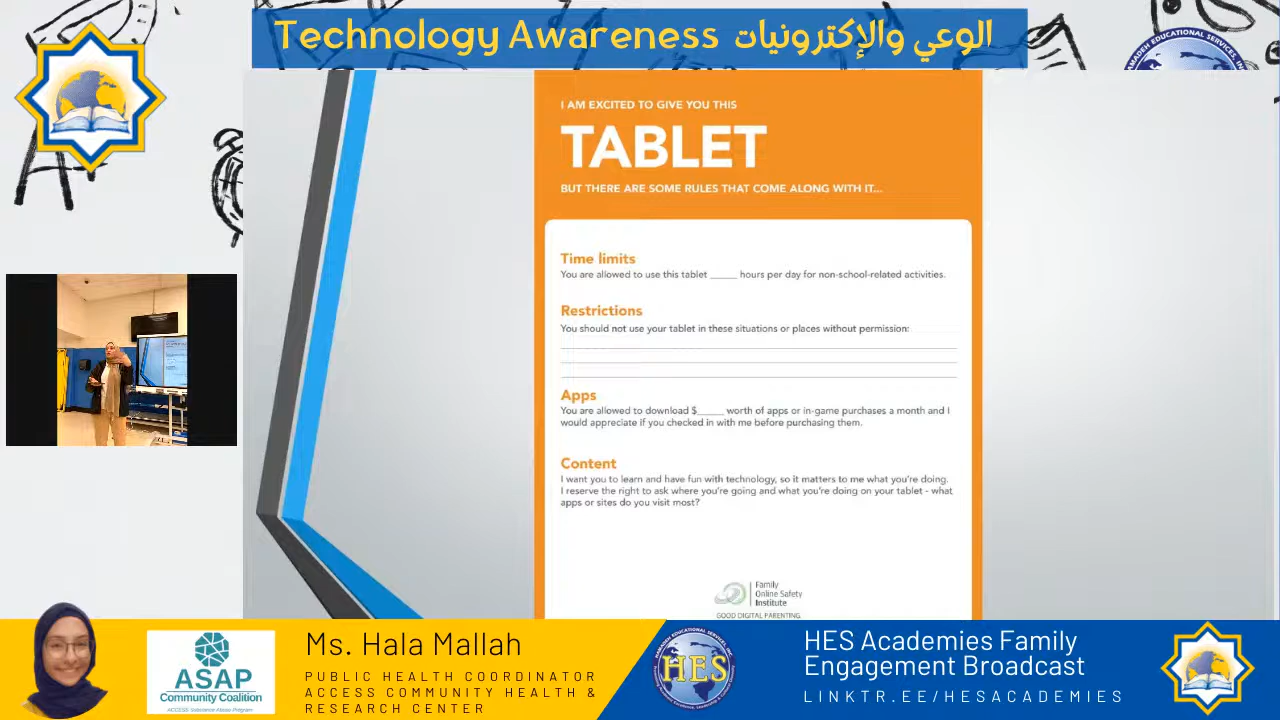 Technology Awareness الوعي والإلكترونيات
AMADEH EDUCATIONAL SERVICES, INC.
I AM EXCITED TO GIVE YOU THIS
TABLET
BUT THERE ARE SOME RULES THAT COME ALONG WITH IT...
Time limits
You are allowed to use this tablet _____ hours per day for non-school-related activities.
Restrictions
You should not use your tablet in these situations or places without permission:
Apps
You are allowed to download $_____ worth of apps or in-game purchases a month and I
would appreciate if you checked in with me before purchasing them.
Content
I want you to learn and have fun with technology, so it matters to me what you're doing.
I reserve the right to ask where you're going and what you're doing on your tablet - what
apps or sites do you visit most?
Family
Online Safety
Institute
GOOD DIGITAL PARENTING
ASAP
Community Coalition
ACCESS Substance Abuse Program
Ms. Hala Mallah
PUBLIC HEALTH COORDINATOR
ACCESS COMMUNITY HEALTH &
RESEARCH CENTER
HES
HES Academies Family
Engagement Broadcast
LINKTR.EE/HESACADEMIES